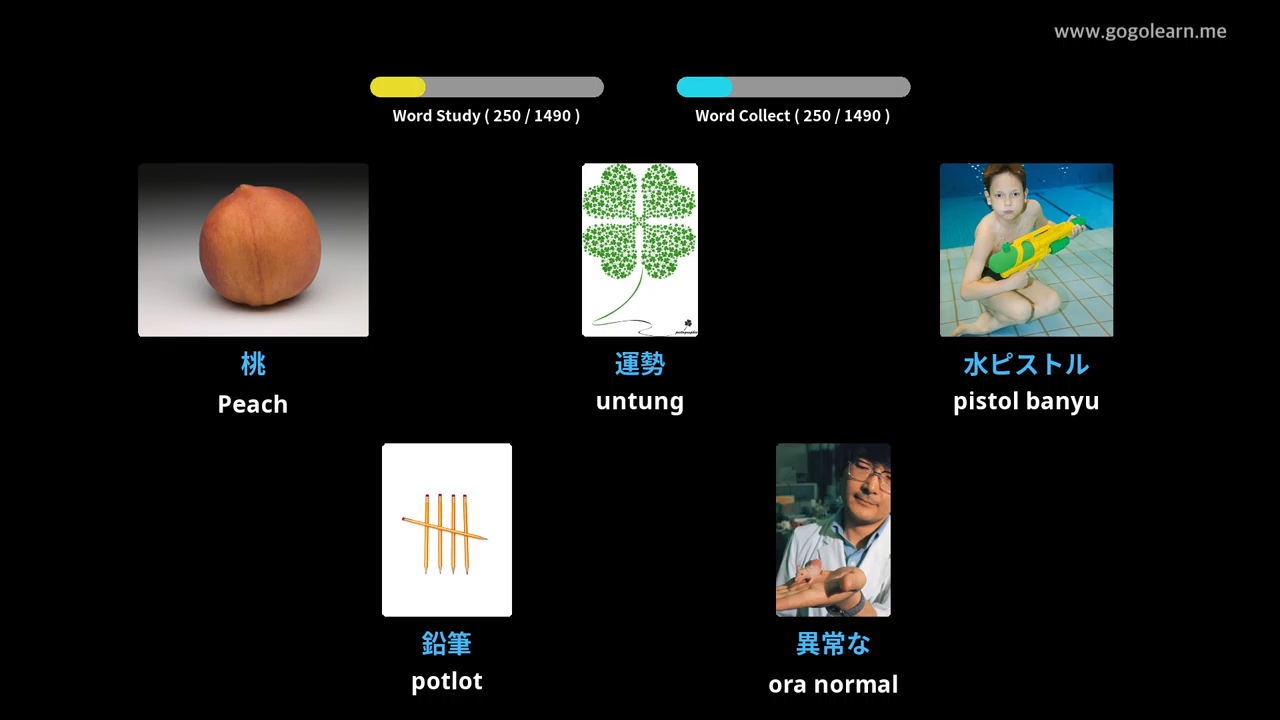 www.gogolearn.me
Word Study ( 250 / 1490 )
Word Collect ( 250 / 1490 )
桃
Peach
運勢
untung
水ピストル
pistol banyu
鉛筆
potlot
異常な
ora normal